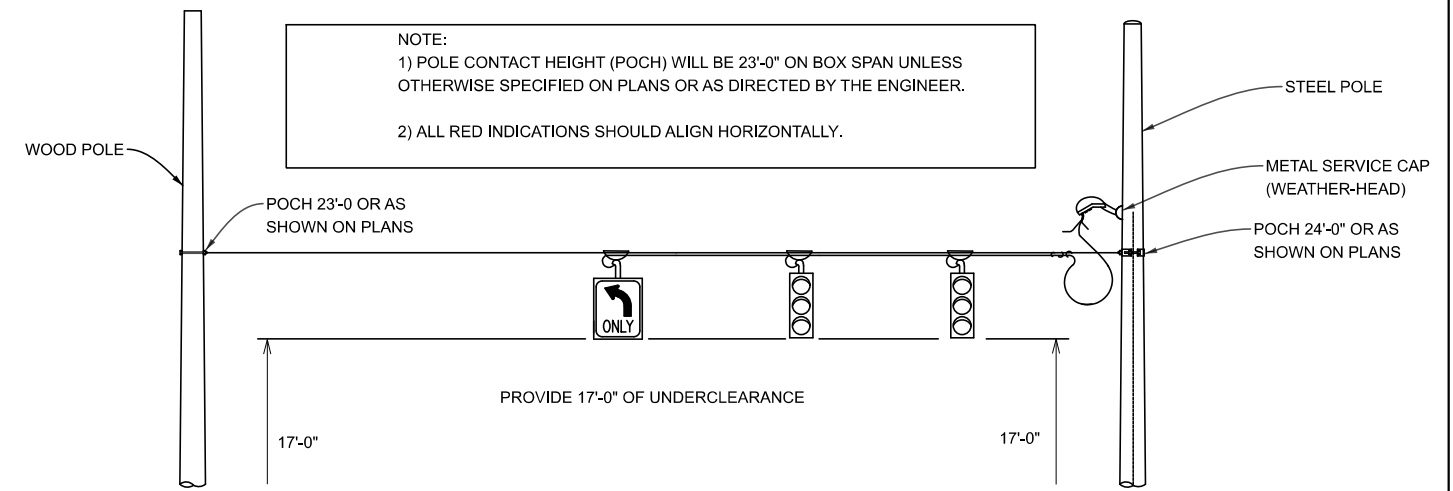 NOTE:
1) POLE CONTACT HEIGHT (POCH) WILL BE 23'-0" ON BOX SPAN UNLESS
OTHERWISE SPECIFIED ON PLANS OR AS DIRECTED BY THE ENGINEER.
2) ALL RED INDICATIONS SHOULD ALIGN HORIZONTALLY.
STEEL POLE
WOOD POLE
METAL SERVICE CAP
(WEATHER-HEAD)
POCH 23'-0 OR AS
SHOWN ON PLANS
POCH 24'-0" OR AS
SHOWN ON PLANS
ONLY
PROVIDE 17'-0" OF UNDERCLEARANCE
17'-0"
17'-0"